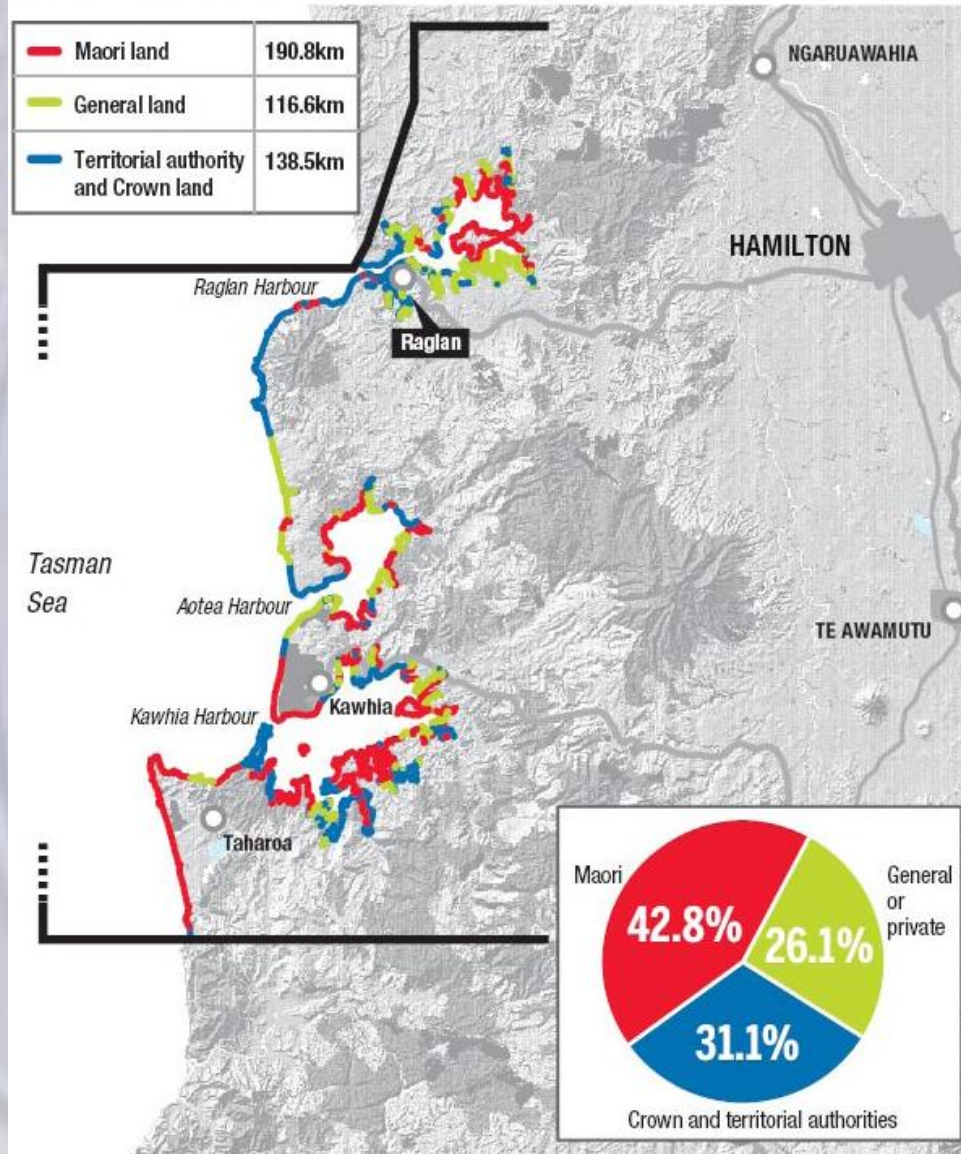 Maori land 190.8km
General land 116.6km
Territorial authority
and Crown land 138.5km
NGARUAWAHIA
HAMILTON
Raglan Harbour
Raglan
Tasman
Sea
Aotea Harbour
TE AWAMUTU
Kawhia
Kawhia Harbour
Taharoa
Maori
42.8%
General
or
private
26.1%
31.1%
Crown and territorial authorities